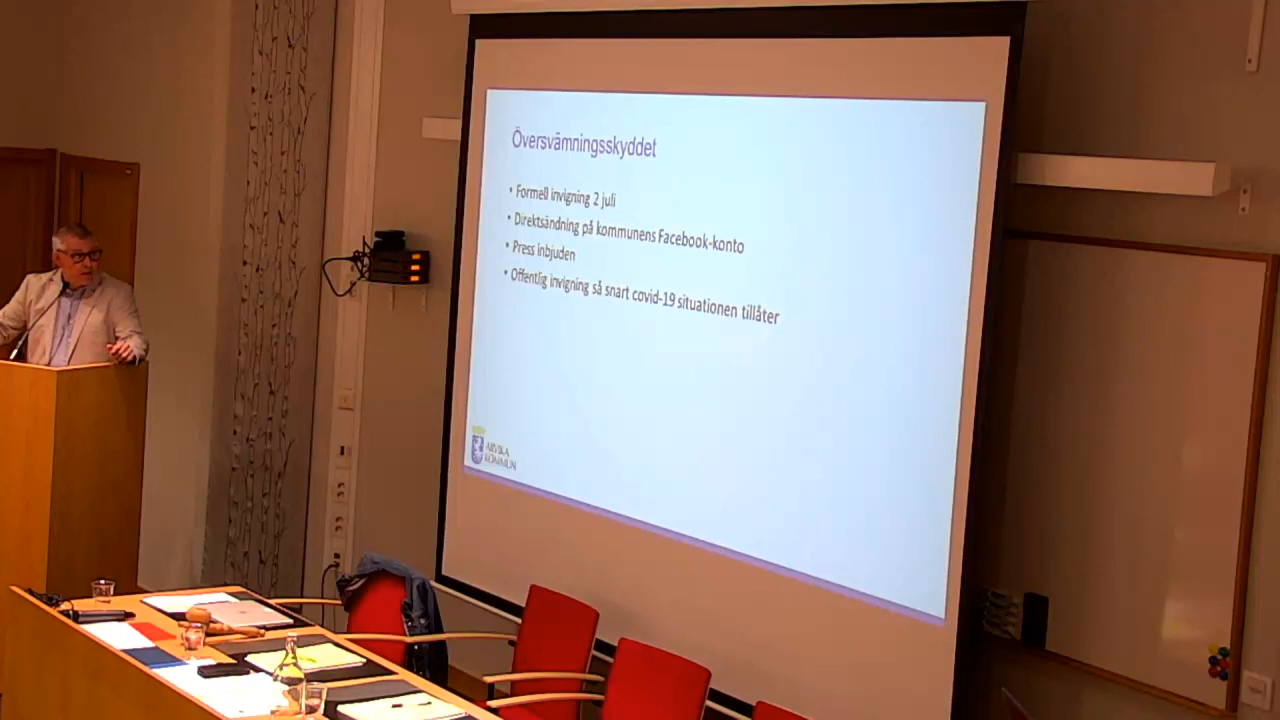 Översvämningsskyddet
• Formell invigning 2 juli
• Direktsändning på kommunens Facebook-konto
• Press inbjuden
• Offentlig invigning så snart covid-19 situationen tillåter
ARVIKA
KOMMUN